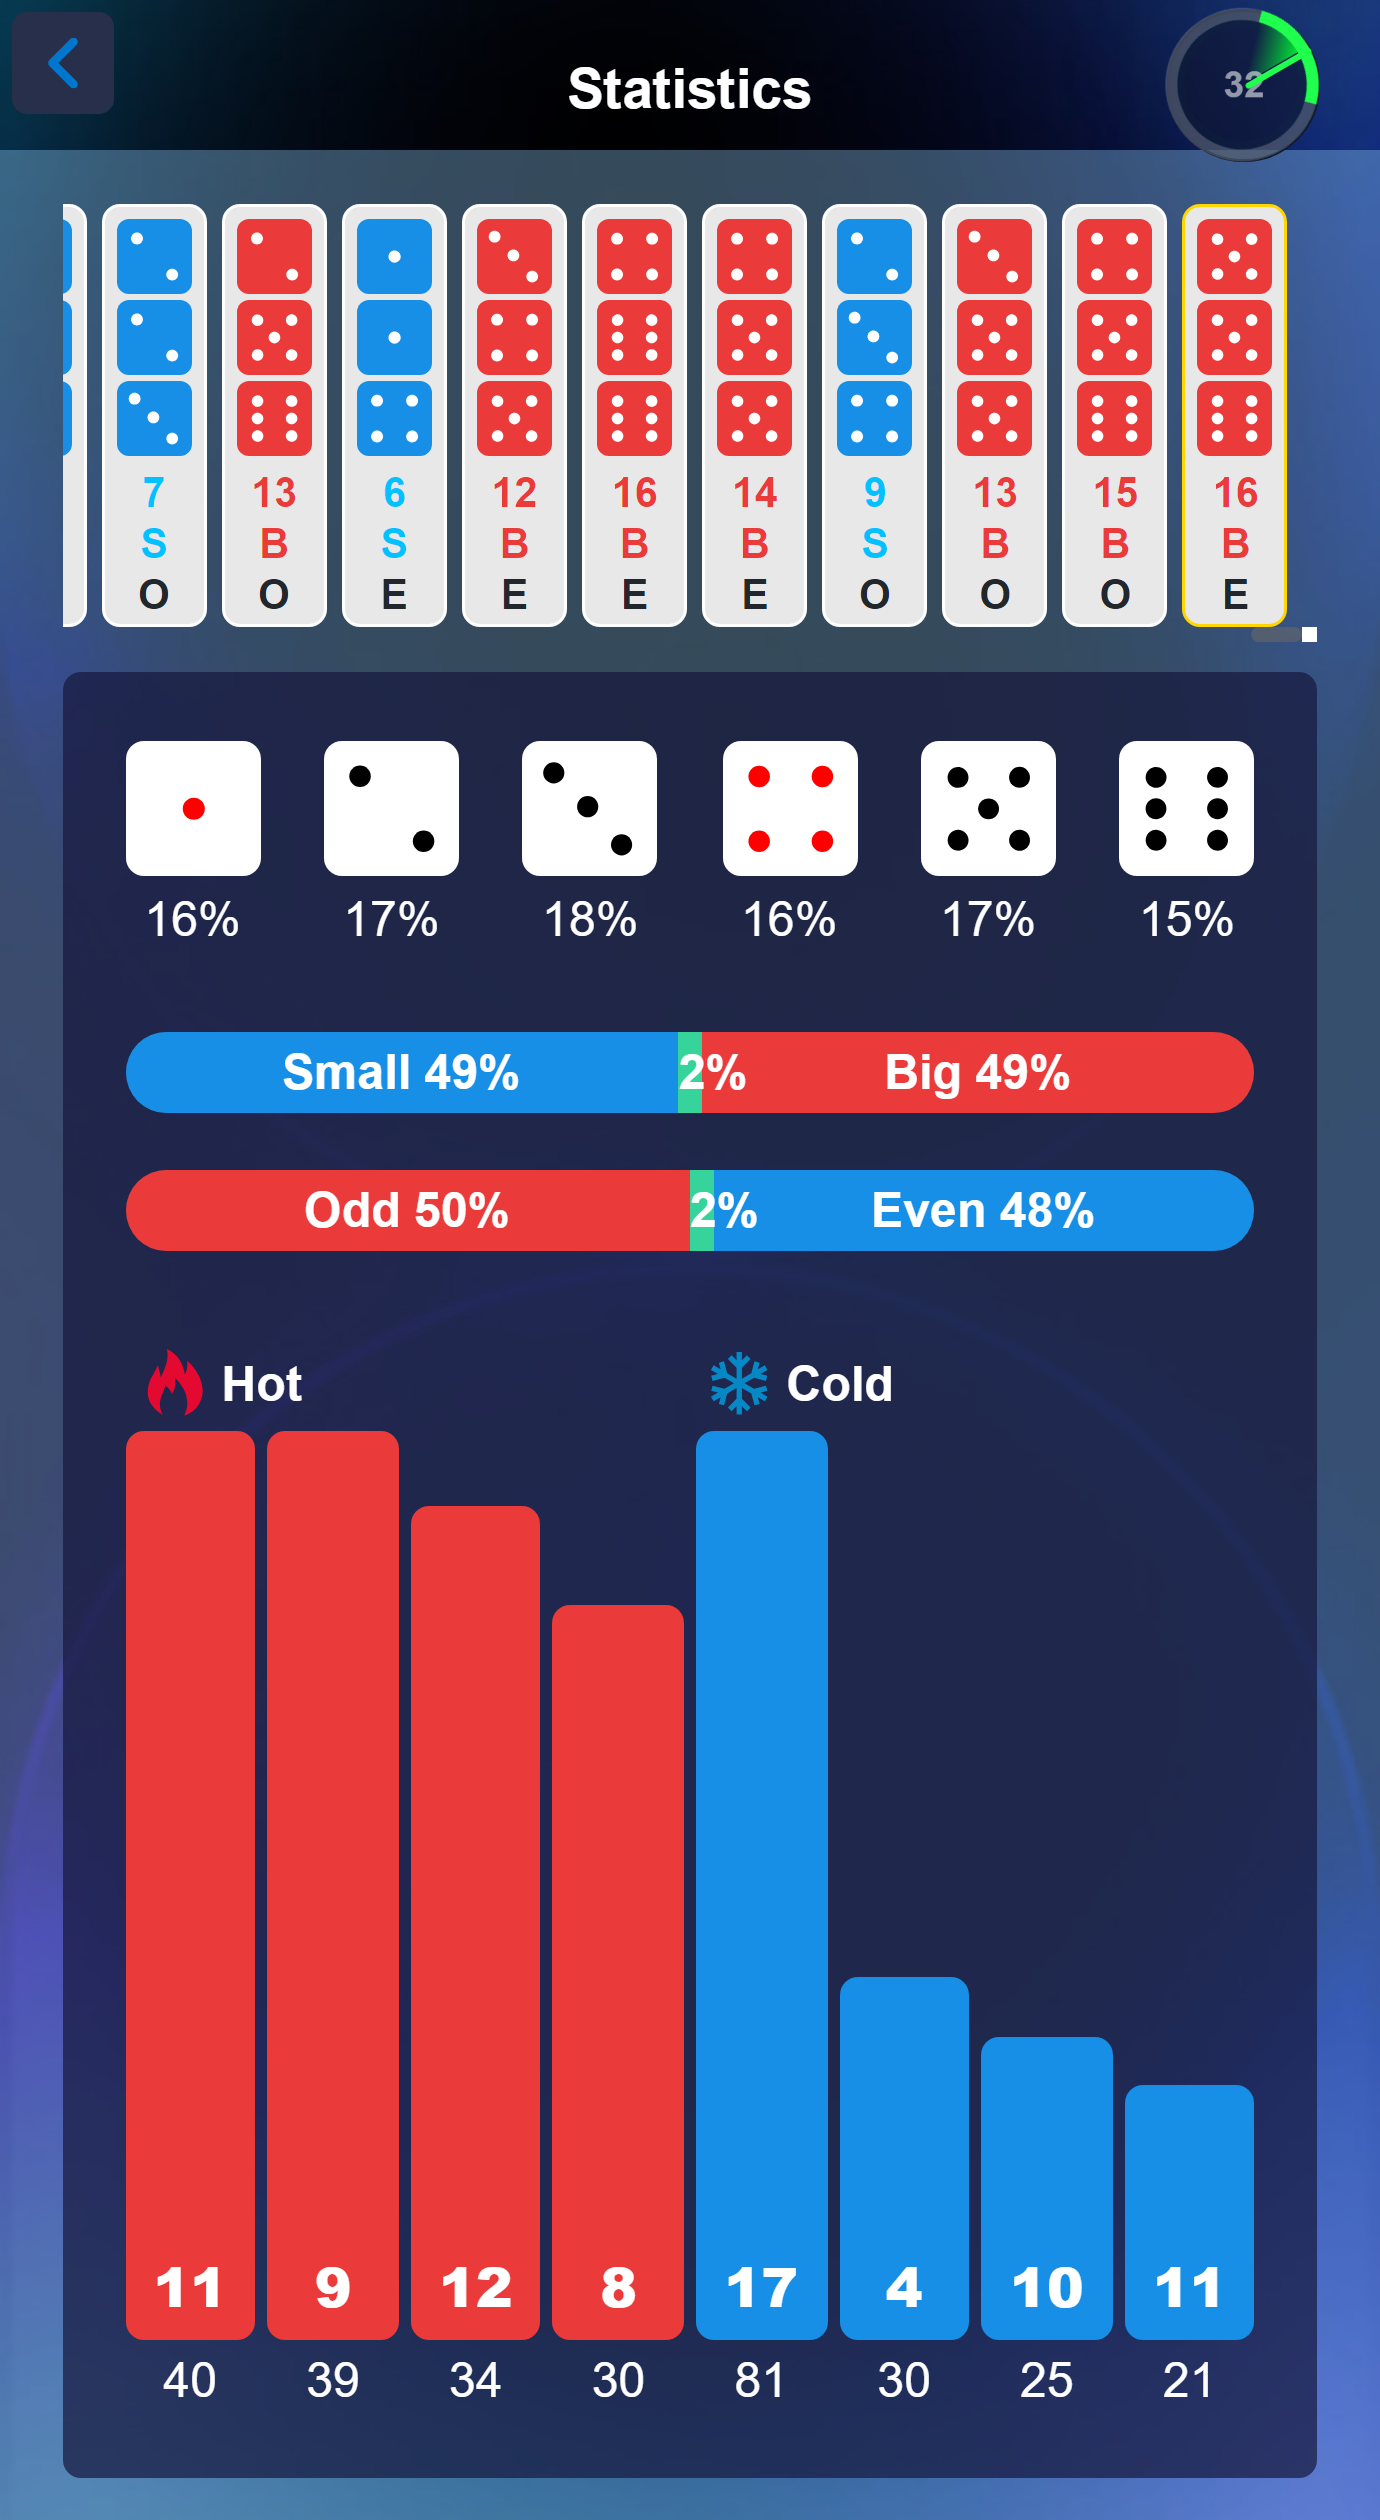 Statistics
32
7 13 6 12 16 14 9 13 15 16
S B S B B B S B B B
O O E E E E O O O E
16% 17% 18% 16% 17% 15%
Small 49% 2% Big 49%
Odd 50% 2% Even 48%
Hot Cold
11 9 12 8 17 4 10 11
40 39 34 30 81 30 25 21